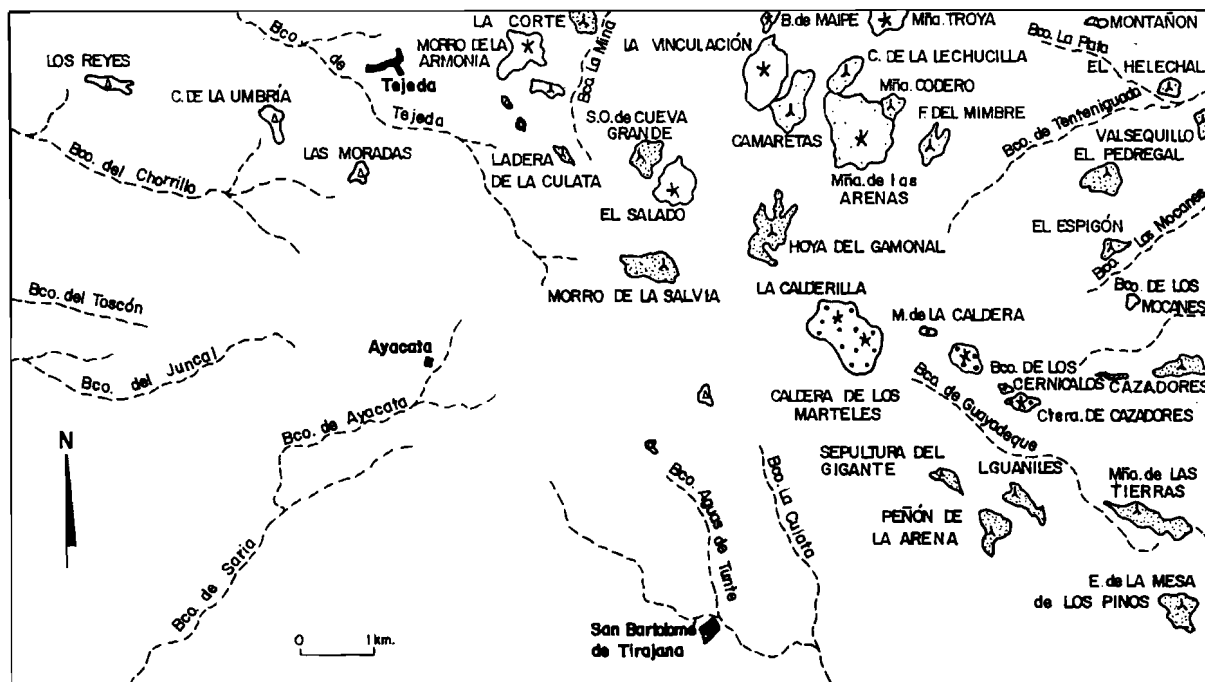 LA CORTE
B. de MAIPE
Mña. TROYA
MONTAÑON
Bco. de Tejeda
MORRO DE LA
ARMONIA
Bco. La Mina
LA VINCULACIÓN
C. DE LA LECHUCILLA
Bco. La Plata
EL HELECHAL
LOS REYES
Tejeda
Mña. CODERO
C. DE LA UMBRÍA
S.O. de CUEVA
GRANDE
F. DEL MIMBRE
Bco. de Tenteniguada
CAMARETAS
VALSEQUILLO
EL PEDREGAL
Bco. del Chorrillo
LAS MORADAS
LADERA
DE LA CULATA
Mña. de las
ARENAS
EL SALADO
EL ESPIGÓN
Bco. Los Mocanes
HOYA DEL GAMONAL
Bco. del Toscón
MORRO DE LA SALVIA
LA CALDERILLA
Bco. DE LOS
MOCANES
M. de LA CALDERA
Ayacata
Bco. del Juncal
Bco. DE LOS
CERNICALOS
CAZADORES
Bco. de Ayacata
CALDERA DE LOS
MARTELES
Bco. de Guayadeque
Ctera. DE CAZADORES
N
SEPULTURA DEL
GIGANTE
L. GUANILES
Mña. de LAS
TIERRAS
Bco. Aguas de Tunte
Bco. La Culata
PEÑÓN DE
LA ARENA
Bco. de Soria
E. de LA MESA
de LOS PINOS
0 1 km.
San Bartolomé
de Tirajana